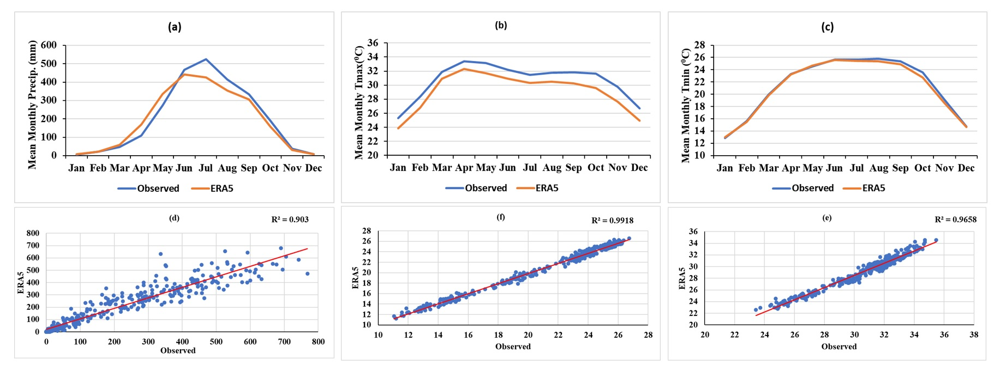 (a)
Mean Monthly Precip. (mm)
600
500
400
300
200
100
0
Jan Feb Mar Apr May Jun Jul Aug Sep Oct Nov Dec
Observed ERA5
(b)
Mean Monthly Tmax(⁰C)
36
34
32
30
28
26
24
22
20
Jan Feb Mar Apr May Jun Jul Aug Sep Oct Nov Dec
Observed ERA5
(c)
Mean Monthly Tmin (⁰C)
28
26
24
22
20
18
16
14
12
10
Jan Feb Mar Apr May Jun Jul Aug Sep Oct Nov Dec
Observed ERA5
(d)
R² = 0.903
ERA5
800
700
600
500
400
300
200
100
0
0 100 200 300 400 500 600 700 800
Observed
(f)
R² = 0.9918
ERA5
28
26
24
22
20
18
16
14
12
10
10 12 14 16 18 20 22 24 26 28
Observed
(e)
R² = 0.9658
ERA5
36
34
32
30
28
26
24
22
20
20 22 24 26 28 30 32 34 36 38
Observed